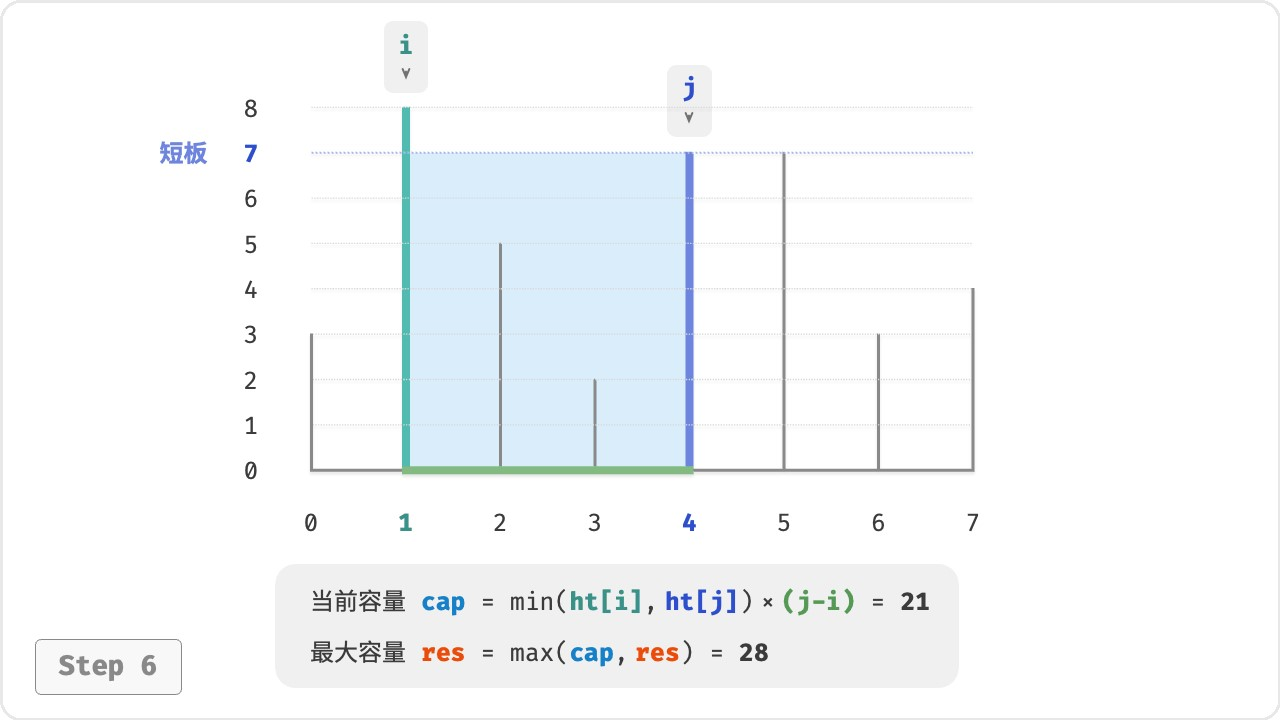 i
j
8
短板 7
6
5
4
3
2
1
0
0 1 2 3 4 5 6 7
当前容量 cap = min(ht[i], ht[j]) × (j-i) = 21
最大容量 res = max(cap, res) = 28
Step 6